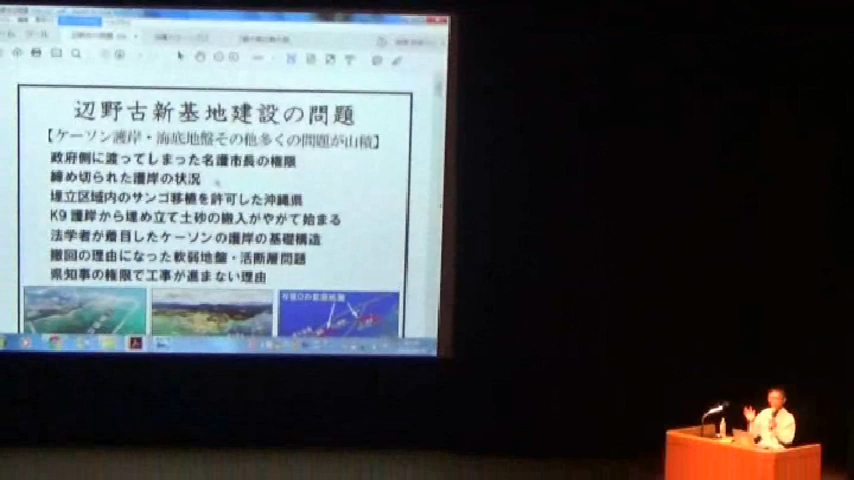 辺野古新基地建設の問題
【ケーソン護岸・海底地盤その他多くの問題が山積】
政府側に渡ってしまった名護市長の権限
締め切られた護岸の状況
埋立区域内のサンゴ移植を許可した沖縄県
K9護岸から埋め立て土砂の搬入がやがて始まる
法学者が着目したケーソンの護岸の基礎構造
撤回の理由になった軟弱地盤・活断層問題
県知事の権限で工事が進まない理由